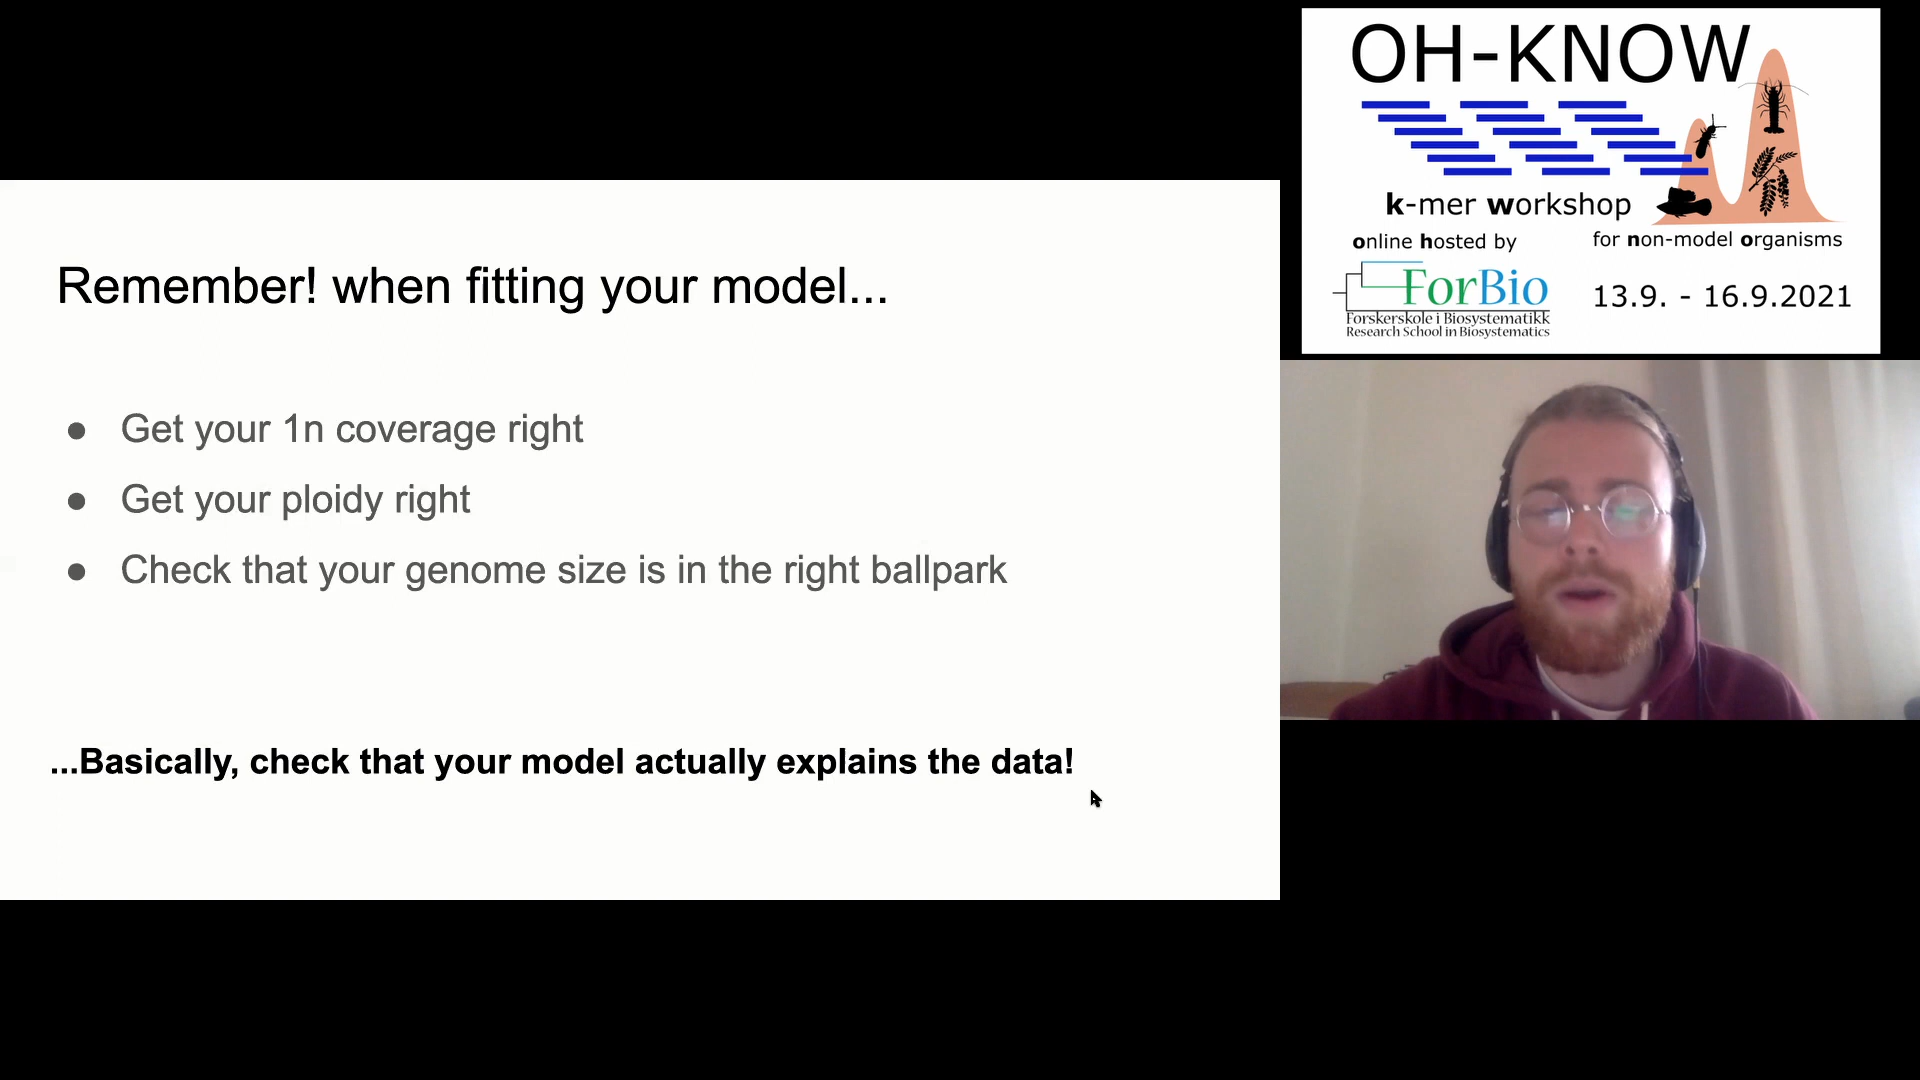 Remember! when fitting your model...
● Get your 1n coverage right
● Get your ploidy right
● Check that your genome size is in the right ballpark
...Basically, check that your model actually explains the data!
OH-KNOW
k-mer workshop
online hosted by
for non-model organisms
ForBio
13.9. - 16.9.2021
Forskerskole i Biosystematikk
Research School in Biosystematics